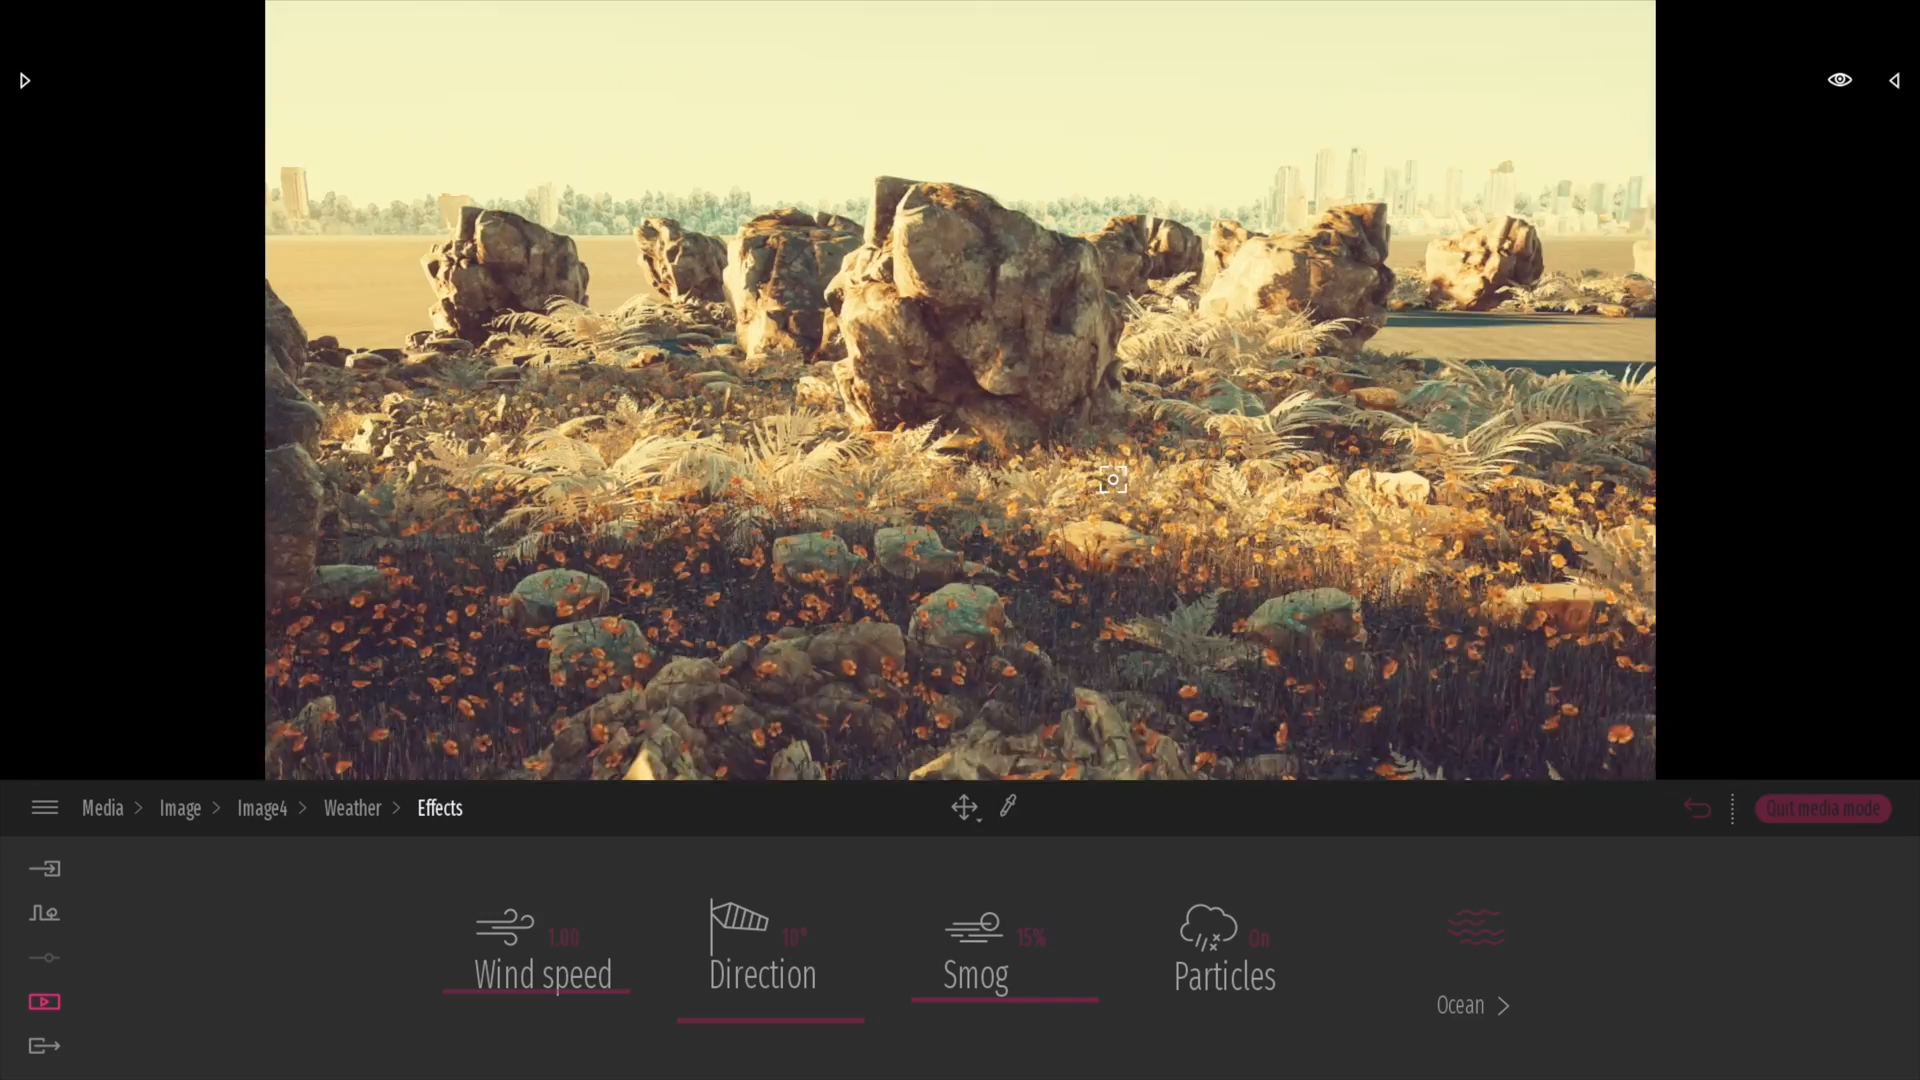 Media > Image > Image4 > Weather > Effects
Quit media mode
1.00
Wind speed
10°
Direction
15%
Smog
On
Particles
Ocean >